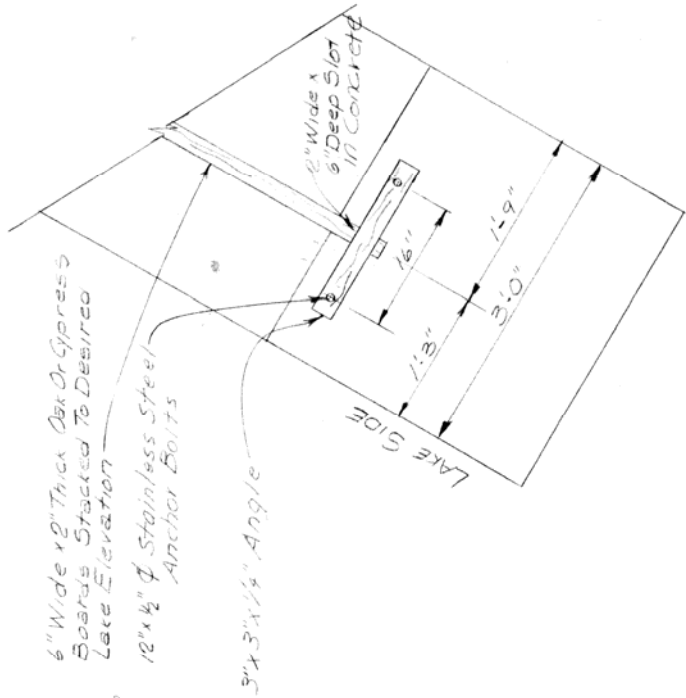 6" Wide x 2" Thick Oak Or Cypress
Boards Stacked To Desired
Lake Elevation
12" x ½" ₵ Stainless Steel
Anchor Bolts
3" x 3" x 1/4" Angle
2" Wide x
6" Deep Slot
In Concrete
16"
1'-3"
1'-9"
3'-0"
LAKE SIDE